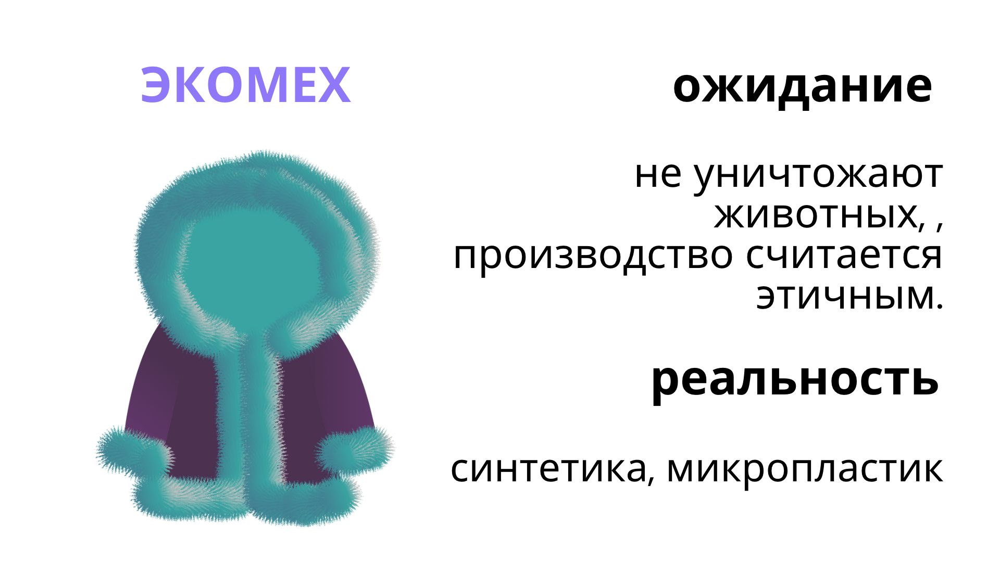 ЭКОМЕХ
ожидание
не уничтожают
животных, ,
производство считается
этичным.
реальность
синтетика, микропластик